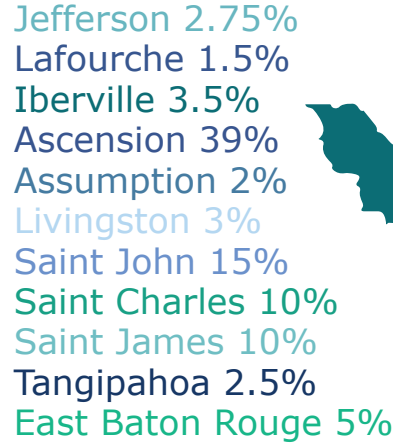 Jefferson 2.75%
Lafourche 1.5%
Iberville 3.5%
Ascension 39%
Assumption 2%
Livingston 3%
Saint John 15%
Saint Charles 10%
Saint James 10%
Tangipahoa 2.5%
East Baton Rouge 5%